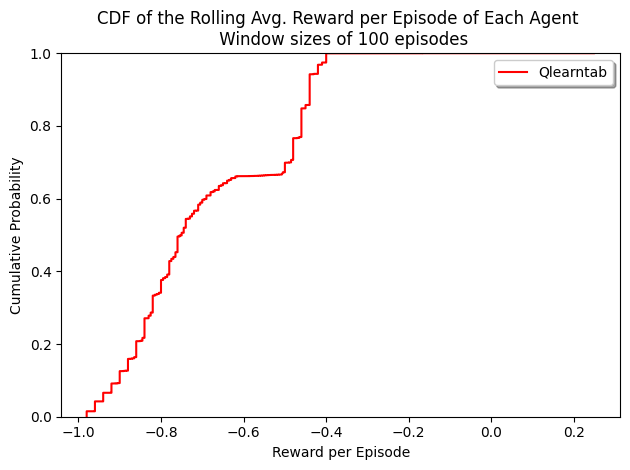 CDF of the Rolling Avg. Reward per Episode of Each Agent
Window sizes of 100 episodes
Qlearntab
Cumulative Probability
1.0
0.8
0.6
0.4
0.2
0.0
−1.0 −0.8 −0.6 −0.4 −0.2 0.0 0.2
Reward per Episode